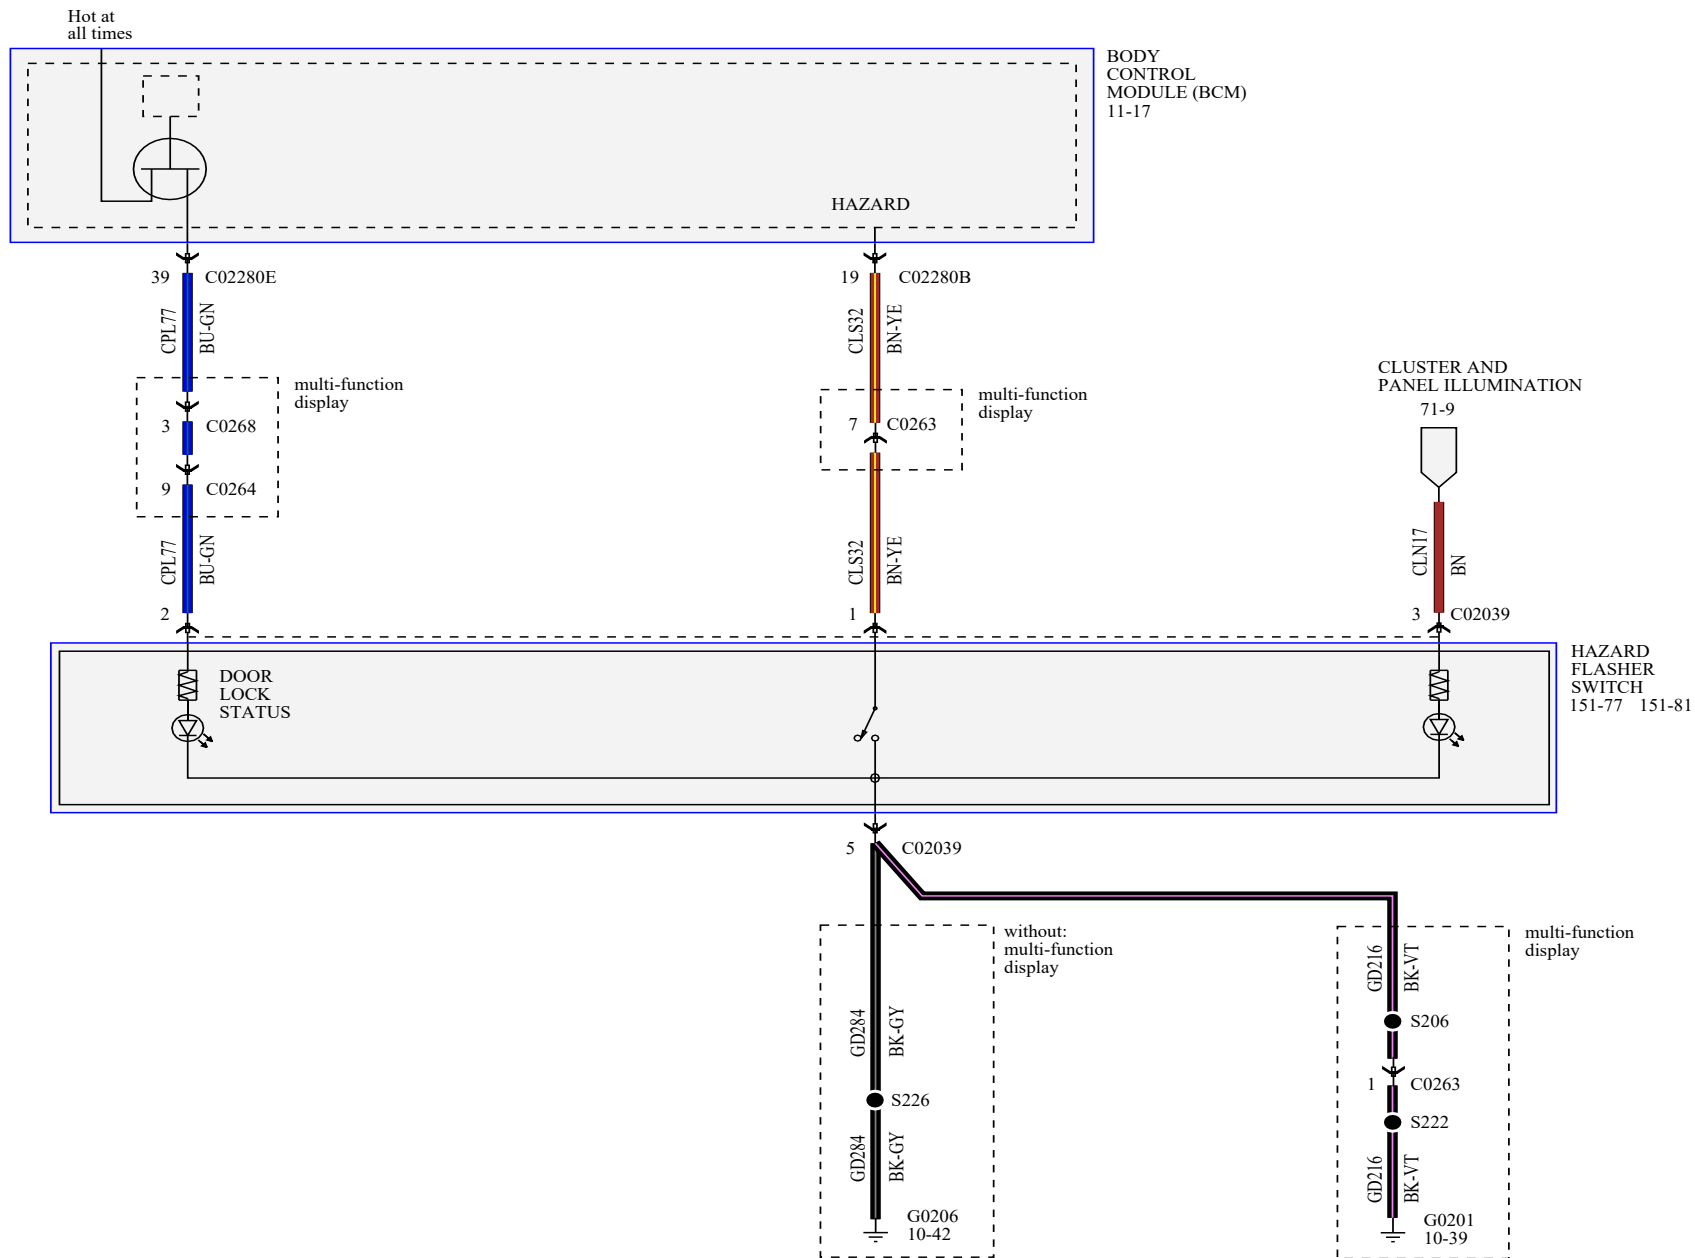 Hot at
all times
BODY
CONTROL
MODULE (BCM)
11-17
HAZARD
39 C02280E
19 C02280B
CPL77 BU-GN
CLS32 BN-YE
multi-function
display
multi-function
display
CLUSTER AND
PANEL ILLUMINATION
71-9
3 C0268
7 C0263
9 C0264
CPL77 BU-GN
CLS32 BN-YE
CLN17 BN
2
1
3 C02039
HAZARD
FLASHER
SWITCH
151-77 151-81
DOOR
LOCK
STATUS
5 C02039
without:
multi-function
display
multi-function
display
GD216 BK-VT
GD284 BK-GY
S206
1 C0263
S226
S222
GD284 BK-GY
GD216 BK-VT
G0206
10-42
G0201
10-39